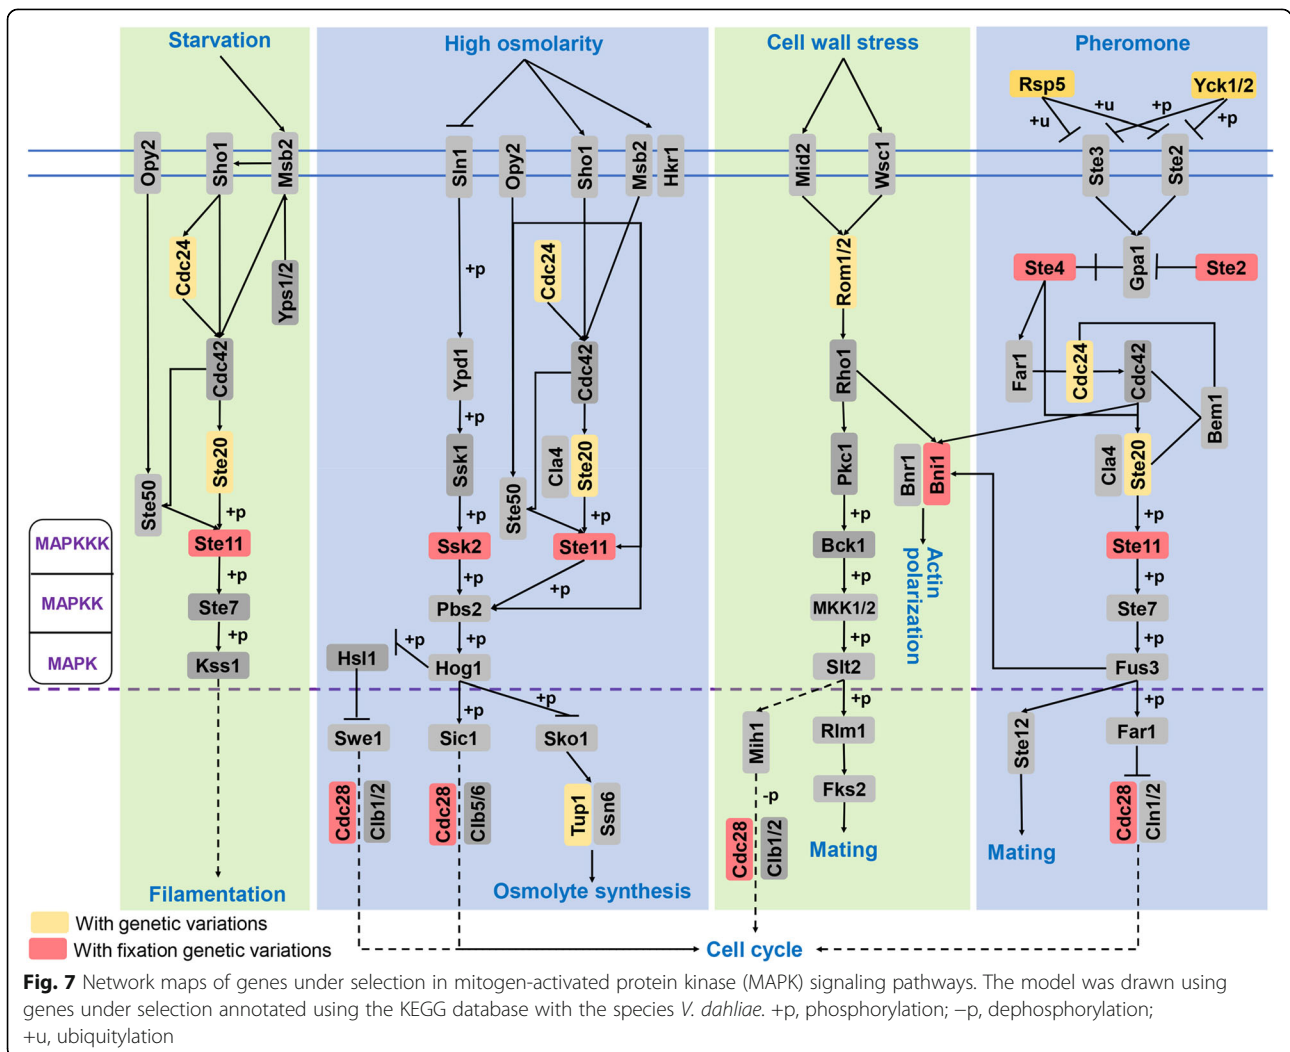 Starvation
High osmolarity
Cell wall stress
Pheromone
Rsp5
Yck1/2
+u
+p
+u
+p
Opy2
Sho1
Msb2
Sln1
Opy2
Sho1
Msb2
Hkr1
Mid2
Wsc1
Ste3
Ste2
Cdc24
Yps1/2
+p
Cdc24
Rom1/2
Ste4
Gpa1
Ste2
Cdc42
Ypd1
Cdc42
Rho1
Far1
Cdc24
Cdc42
Bem1
+p
Ste20
Ste50
Ssk1
Ste50
Cla4
Ste20
Pkc1
Bnr1
Bni1
Cla4
Ste20
+p
+p
+p
+p
+p
MAPKKK
Ste11
Ssk2
Ste11
Bck1
Ste11
Actin
polarization
+p
+p
+p
+p
+p
MAPKK
Ste7
Pbs2
MKK1/2
Ste7
+p
+p
+p
+p
+p
MAPK
Kss1
Hsl1
Hog1
Slt2
Fus3
+p
+p
+p
+p
Swe1
Sic1
Sko1
Mih1
Rlm1
Ste12
Far1
Cdc28
Clb1/2
Cdc28
Clb5/6
Tup1
Ssn6
-p
Fks2
Cdc28
Cln1/2
Cdc28
Clb1/2
Mating
Mating
Filamentation
Osmolyte synthesis
With genetic variations
With fixation genetic variations
Cell cycle
Fig. 7 Network maps of genes under selection in mitogen-activated protein kinase (MAPK) signaling pathways. The model was drawn using
genes under selection annotated using the KEGG database with the species V. dahliae. +p, phosphorylation; −p, dephosphorylation;
+u, ubiquitylation